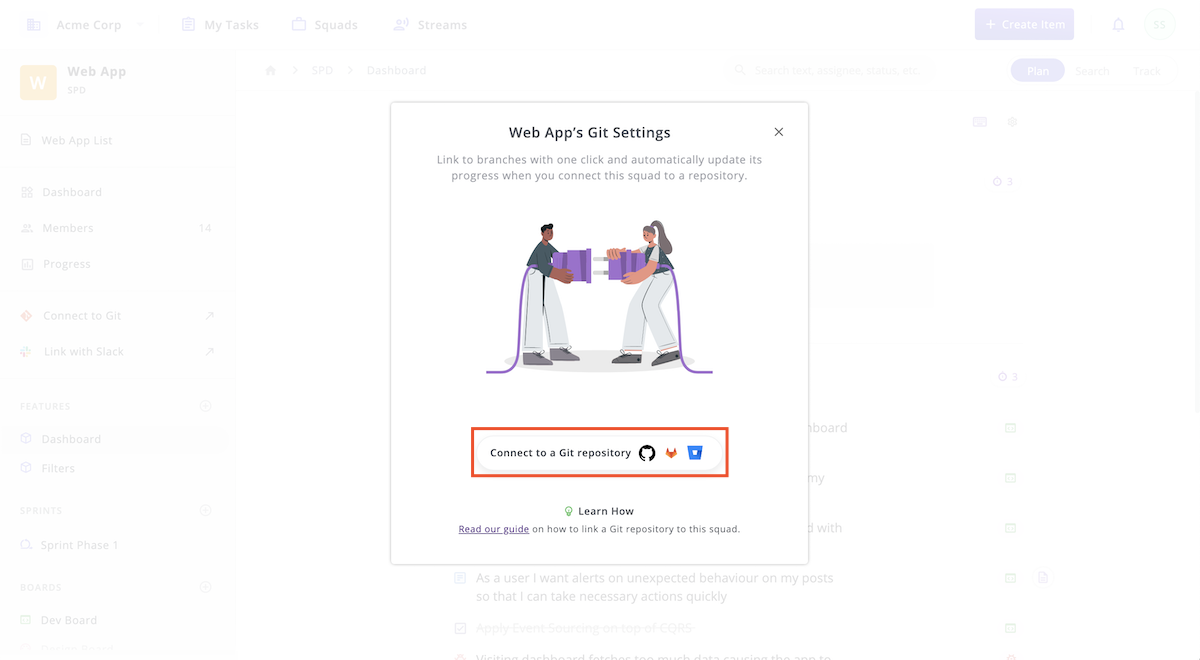 Acme Corp
My Tasks
Squads
Streams
+ Create Item
SS
W
Web App
SPD
SPD
Dashboard
Search text, assignee, status, etc.
Plan
Search
Track
Web App List
Dashboard
Members 14
Progress
Connect to Git
Link with Slack
FEATURES
Dashboard
Filters
SPRINTS
Sprint Phase 1
BOARDS
Dev Board
Web App’s Git Settings
Link to branches with one click and automatically update its
progress when you connect this squad to a repository.
Connect to a Git repository
Learn How
Read our guide on how to link a Git repository to this squad.
3
3
my
d with
As a user I want alerts on unexpected behaviour on my posts
so that I can take necessary actions quickly
Apply Event Sourcing on top of CQRS
Visiting dashboard fetches too much data causing the app to